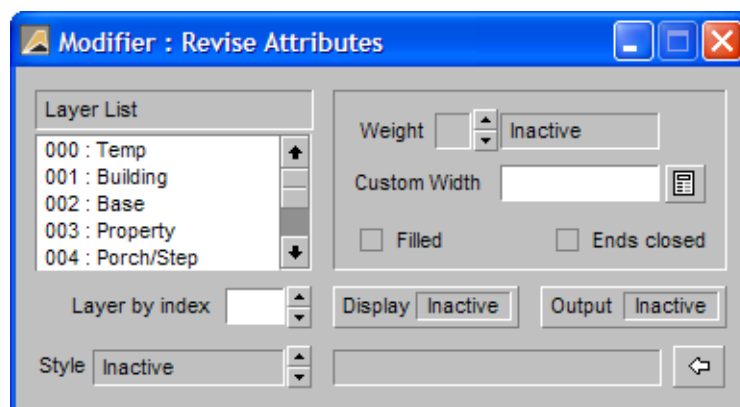 Modifier : Revise Attributes
Layer List
000 : Temp
001 : Building
002 : Base
003 : Property
004 : Porch/Step
Weight Inactive
Custom Width
Filled Ends closed
Layer by index
Display Inactive Output Inactive
Style Inactive